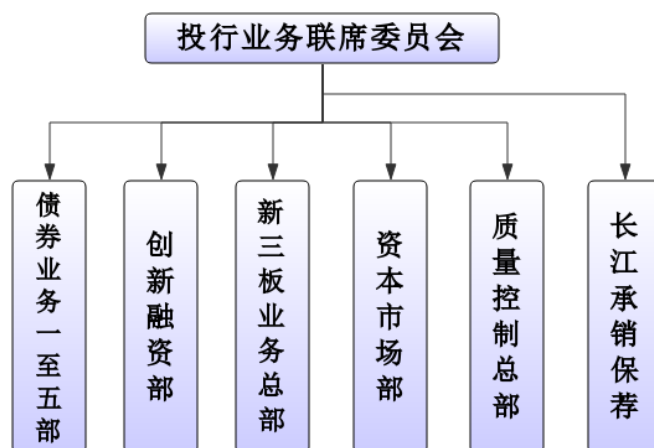 投行业务联席委员会
债券业务一至五部
创新融资部
新三板业务总部
资本市场部
质量控制总部
长江承销保荐